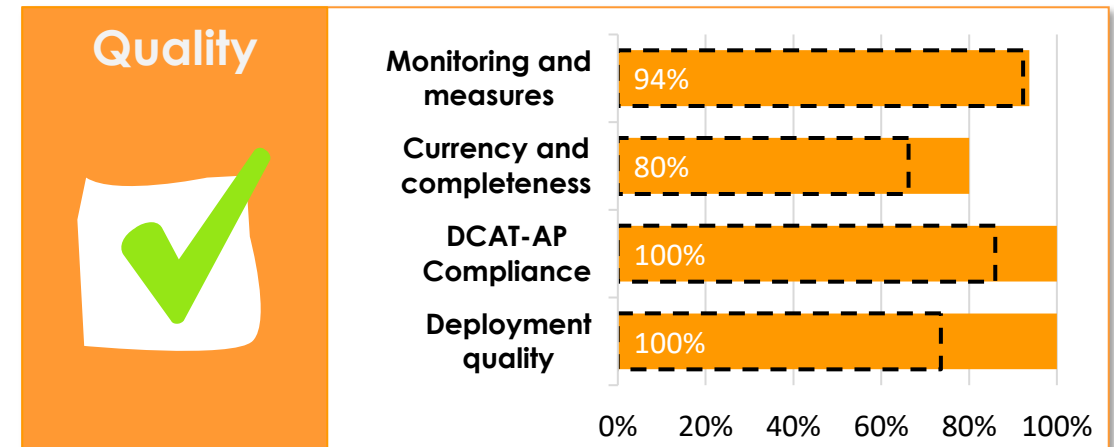 Quality
Monitoring and
measures
94%
Currency and
completeness
80%
DCAT-AP
Compliance
100%
Deployment
quality
100%
0% 20% 40% 60% 80% 100%